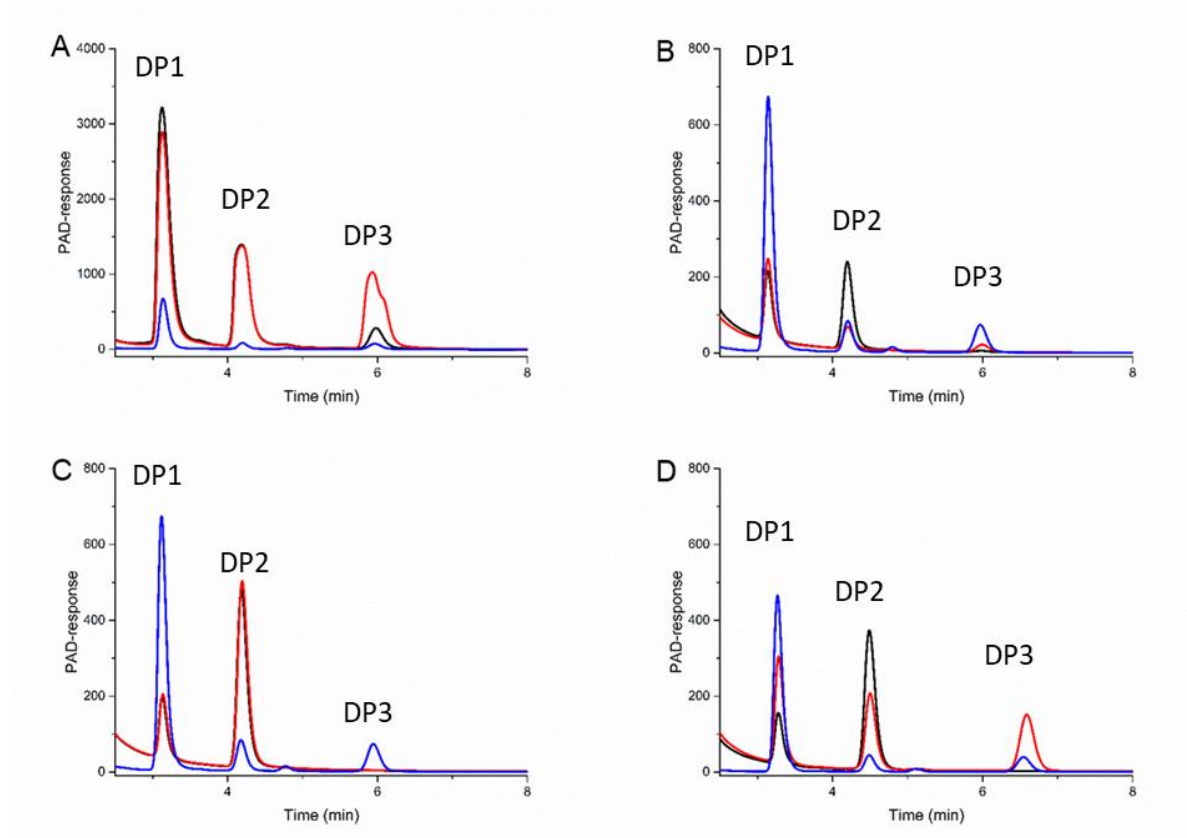 A
DP1
DP2
DP3
4000
3000
2000
1000
0
PAD-response
4
6
8
Time (min)
B
DP1
DP2
DP3
800
600
400
200
0
PAD-response
4
6
8
Time (min)
C
DP1
DP2
DP3
800
600
400
200
0
PAD-response
4
6
8
Time (min)
D
DP1
DP2
DP3
800
600
400
200
0
PAD-response
4
6
8
Time (min)